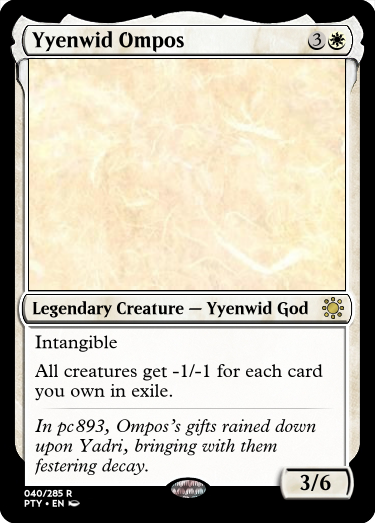 Yyenwid Ompos 3
Legendary Creature — Yyenwid God
Intangible
All creatures get -1/-1 for each card
you own in exile.
In pc893, Ompos's gifts rained down
upon Yadri, bringing with them
festering decay.
3/6
040/285 R
PTY • EN